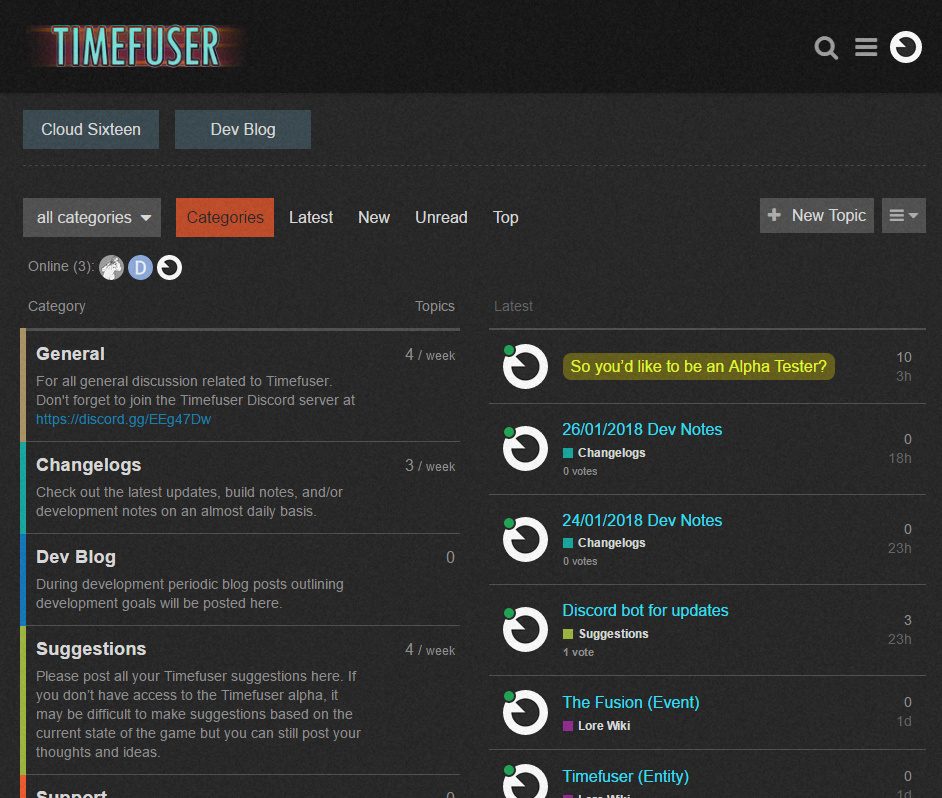 TIMEFUSER
Cloud Sixteen
Dev Blog
all categories
Categories
Latest
New
Unread
Top
+ New Topic
Online (3):
D
Category
Topics
General
4 / week
For all general discussion related to Timefuser.
Don't forget to join the Timefuser Discord server at
https://discord.gg/EEg47Dw
Changelogs
3 / week
Check out the latest updates, build notes, and/or
development notes on an almost daily basis.
Dev Blog
0
During development periodic blog posts outlining
development goals will be posted here.
Suggestions
4 / week
Please post all your Timefuser suggestions here. If
you don't have access to the Timefuser alpha, it
may be difficult to make suggestions based on the
current state of the game but you can still post your
thoughts and ideas.
Support
0
Latest
So you'd like to be an Alpha Tester?
10
3h
26/01/2018 Dev Notes
Changelogs
0 votes
0
18h
24/01/2018 Dev Notes
Changelogs
0 votes
0
23h
Discord bot for updates
Suggestions
1 vote
3
23h
The Fusion (Event)
Lore Wiki
0
1d
Timefuser (Entity)
Lore Wiki
0
1d